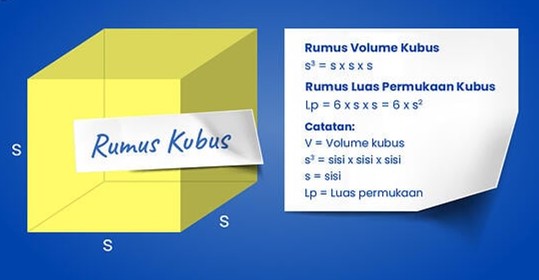 S
S
S
Rumus Kubus
Rumus Volume Kubus
s³ = s x s x s
Rumus Luas Permukaan Kubus
Lp = 6 x s x s = 6 x s²
Catatan:
V = Volume kubus
s³ = sisi x sisi x sisi
s = sisi
Lp = Luas permukaan